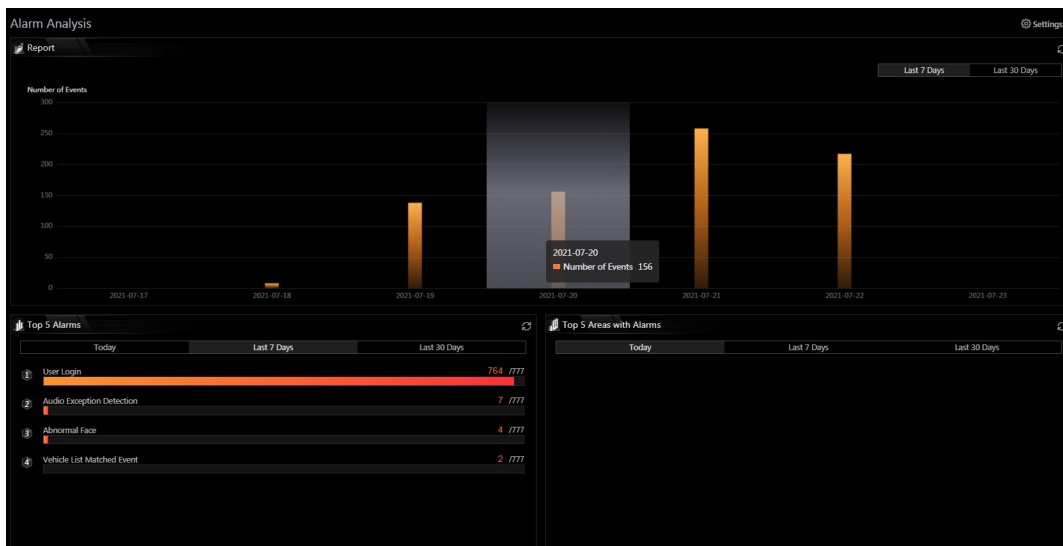 Alarm Analysis
Settings
Report
Last 7 Days Last 30 Days
Number of Events
300
250
200
150
100
50
0
2021-07-17 2021-07-18 2021-07-19 2021-07-20 2021-07-21 2021-07-22 2021-07-23
2021-07-20
Number of Events 156
Top 5 Alarms
Today Last 7 Days Last 30 Days
1 User Login 764 /777
2 Audio Exception Detection 7 /777
3 Abnormal Face 4 /777
4 Vehicle List Matched Event 2 /777
Top 5 Areas with Alarms
Today Last 7 Days Last 30 Days